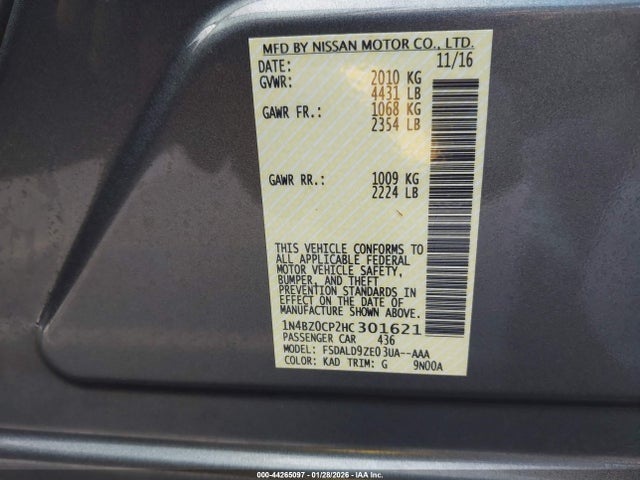 MFD BY NISSAN MOTOR CO., LTD.
DATE: 11/16
GVWR: 2010 KG
4431 LB
GAWR FR.: 1068 KG
2354 LB
GAWR RR.: 1009 KG
2224 LB
THIS VEHICLE CONFORMS TO
ALL APPLICABLE FEDERAL
MOTOR VEHICLE SAFETY,
BUMPER, AND THEFT
PREVENTION STANDARDS IN
EFFECT ON THE DATE OF
MANUFACTURE SHOWN ABOVE.
1N4BZ0CP2HC301621
PASSENGER CAR 436
MODEL: FSDALD9ZE03UA--AAA
COLOR: KAD TRIM: G 9N00A
000-44265097 | 01/28/2026 - IAA |